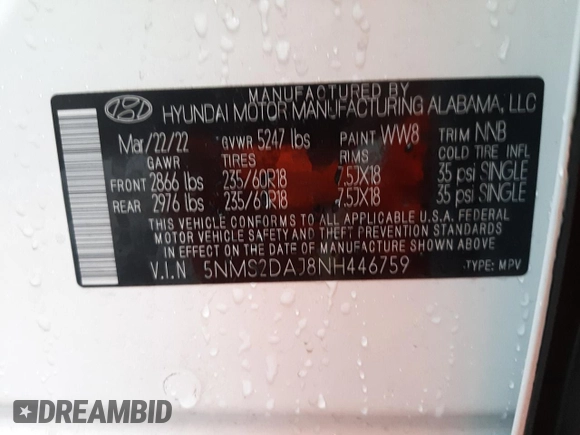 MANUFACTURED BY
HYUNDAI MOTOR MANUFACTURING ALABAMA, LLC
Mar/22/22 GVWR 5247 lbs PAINT WW8 TRIM NNB
GAWR TIRES RIMS COLD TIRE INFL
FRONT 2866 lbs 235/60R18 7.5JX18 35 psi SINGLE
REAR 2976 lbs 235/60R18 7.5JX18 35 psi SINGLE
THIS VEHICLE CONFORMS TO ALL APPLICABLE U.S.A. FEDERAL
MOTOR VEHICLE SAFETY, BUMPER, AND THEFT PREVENTION
STANDARDS IN EFFECT ON THE DATE OF MANUFACTURE SHOWN ABOVE.
V.I.N 5NMS2DAJ8NH446759 TYPE: MPV
DREAMBID